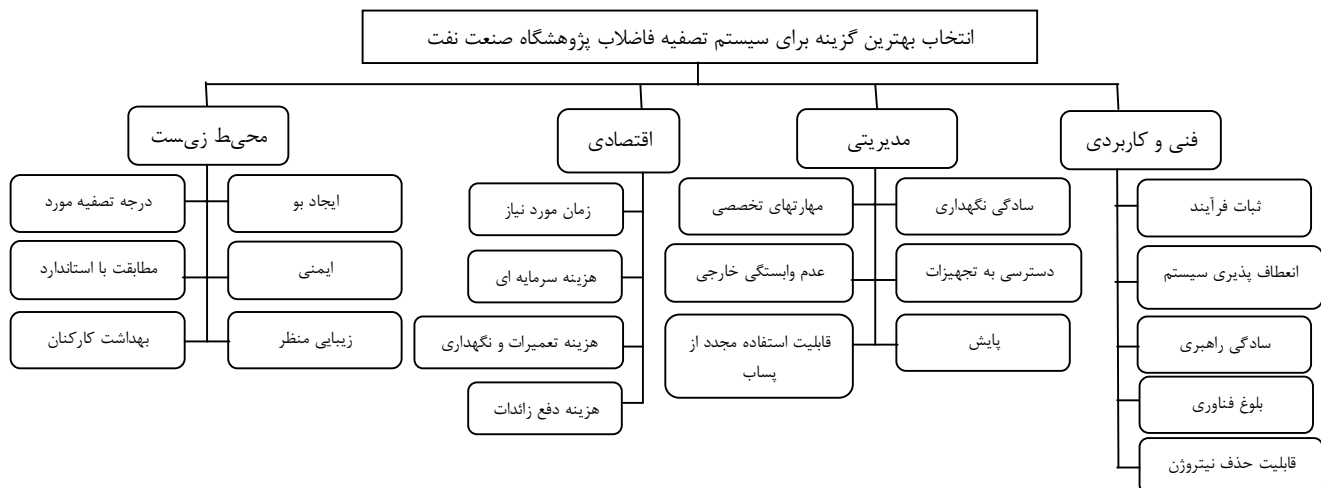 انتخاب بهترین گزینه برای سیستم تصفیه فاضلاب پژوهشگاه صنعت نفت
فنی و کاربردی
ثبات فرآیند
انعطاف پذیری سیستم
سادگی راهبری
بلوغ فناوری
قابلیت حذف نیتروژن
مدیریتی
سادگی نگهداری
مهارتهای تخصصی
دسترسی به تجهیزات
عدم وابستگی خارجی
پایش
قابلیت استفاده مجدد از
پساب
اقتصادی
زمان مورد نیاز
هزینه سرمایه ای
هزینه تعمیرات و نگهداری
هزینه دفع زائدات
محیط زیست
ایجاد بو
درجه تصفیه مورد
ایمنی
مطابقت با استاندارد
زیبایی منظر
بهداشت کارکنان